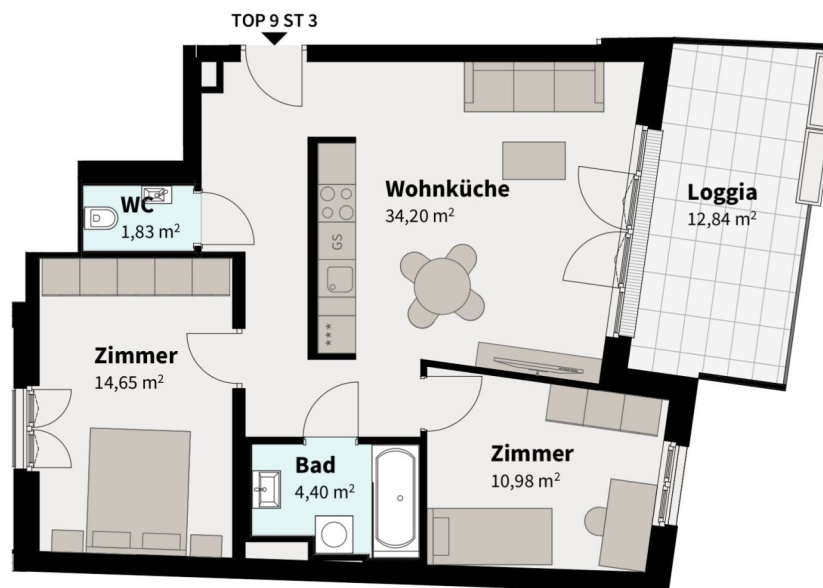 TOP 9 ST 3
WC
1,83 m²
Wohnküche
34,20 m²
Loggia
12,84 m²
GS
***
Zimmer
14,65 m²
Bad
4,40 m²
Zimmer
10,98 m²